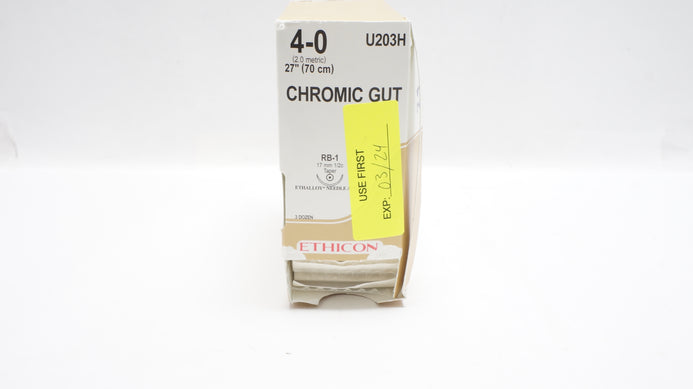 4-0
U203H
(2.0 metric)
27" (70 cm)
CHROMIC GUT
RB-1
17 mm 1/2c
Taper
ETHALLOY* NEEDLE
3 DOZEN
ETHICON
USE FIRST
EXP: 03/24